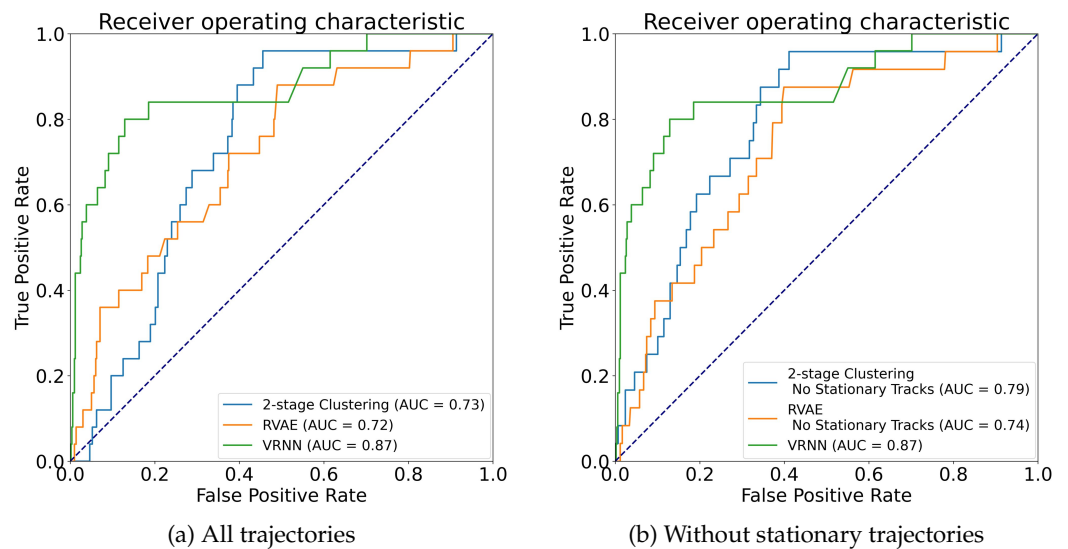 Receiver operating characteristic
1.0
0.8
0.6
0.4
0.2
0.0
True Positive Rate
2-stage Clustering (AUC = 0.73)
RVAE (AUC = 0.72)
VRNN (AUC = 0.87)
0.0 0.2 0.4 0.6 0.8 1.0
False Positive Rate
(a) All trajectories
Receiver operating characteristic
1.0
0.8
0.6
0.4
0.2
0.0
True Positive Rate
2-stage Clustering
No Stationary Tracks (AUC = 0.79)
RVAE
No Stationary Tracks (AUC = 0.74)
VRNN (AUC = 0.87)
0.0 0.2 0.4 0.6 0.8 1.0
False Positive Rate
(b) Without stationary trajectories